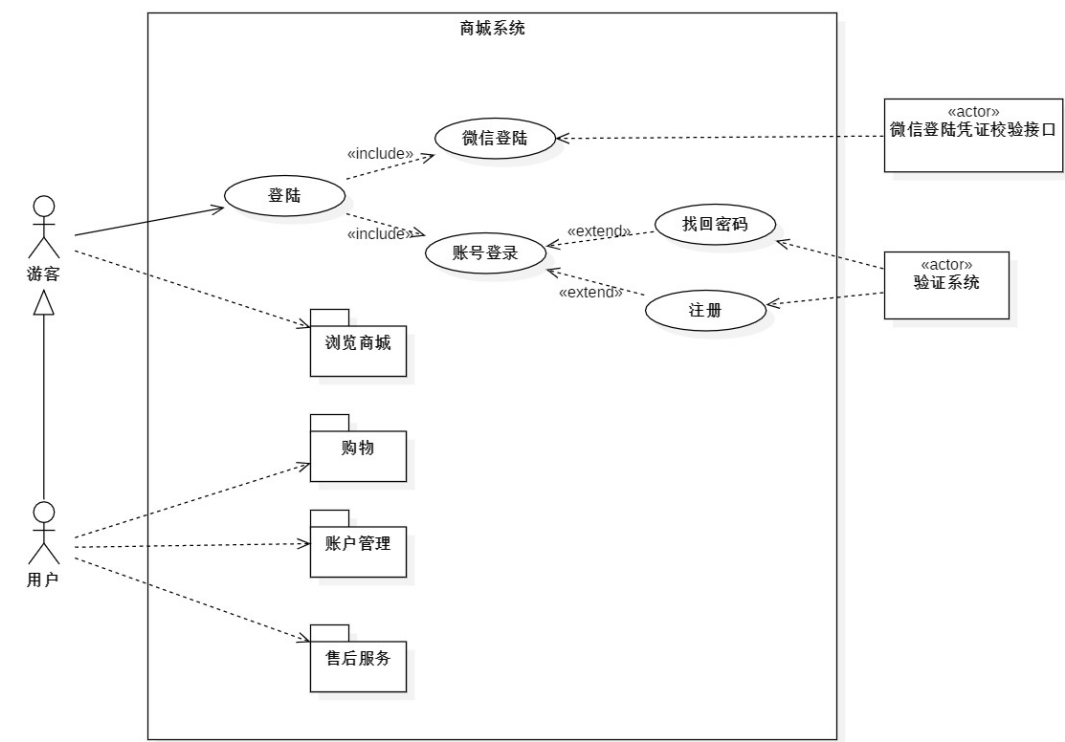 商城系统
«actor»
微信登陆凭证校验接口
微信登陆
«include»
登陆
«include»
账号登录
«extend»
找回密码
«extend»
注册
«actor»
验证系统
游客
浏览商城
购物
账户管理
用户
售后服务